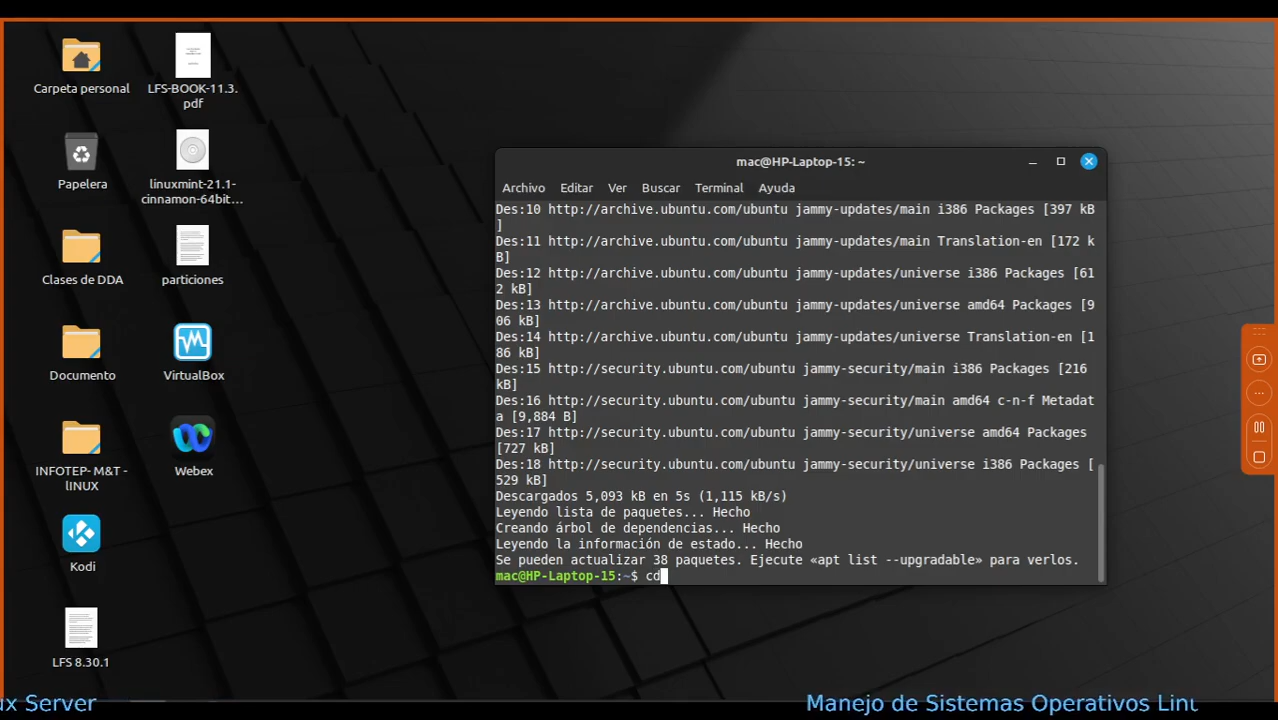 Carpeta personal
LFS-BOOK-11.3.
pdf
Papelera
linuxmint-21.1-
cinnamon-64bit...
Clases de DDA
particiones
Documento
VirtualBox
INFOTEP- M&T -
lINUX
Webex
Kodi
LFS 8.30.1
mac@HP-Laptop-15: ~
Archivo Editar Ver Buscar Terminal Ayuda
Des:10 http://archive.ubuntu.com/ubuntu jammy-updates/main i386 Packages [397 kB
]
Des:11 http://archive.ubuntu.com/ubuntu jammy-updates/main Translation-en [172 k
B]
Des:12 http://archive.ubuntu.com/ubuntu jammy-updates/universe i386 Packages [61
2 kB]
Des:13 http://archive.ubuntu.com/ubuntu jammy-updates/universe amd64 Packages [9
06 kB]
Des:14 http://archive.ubuntu.com/ubuntu jammy-updates/universe Translation-en [1
86 kB]
Des:15 http://security.ubuntu.com/ubuntu jammy-security/main i386 Packages [216 
kB]
Des:16 http://security.ubuntu.com/ubuntu jammy-security/main amd64 c-n-f Metadat
a [9,884 B]
Des:17 http://security.ubuntu.com/ubuntu jammy-security/universe amd64 Packages
[727 kB]
Des:18 http://security.ubuntu.com/ubuntu jammy-security/universe i386 Packages [
529 kB]
Descargados 5,093 kB en 5s (1,115 kB/s)
Leyendo lista de paquetes... Hecho
Creando árbol de dependencias... Hecho
Leyendo la información de estado... Hecho
Se pueden actualizar 38 paquetes. Ejecute «apt list --upgradable» para verlos.
mac@HP-Laptop-15:~$ cd
ux Server
Manejo de Sistemas Operativos Linu